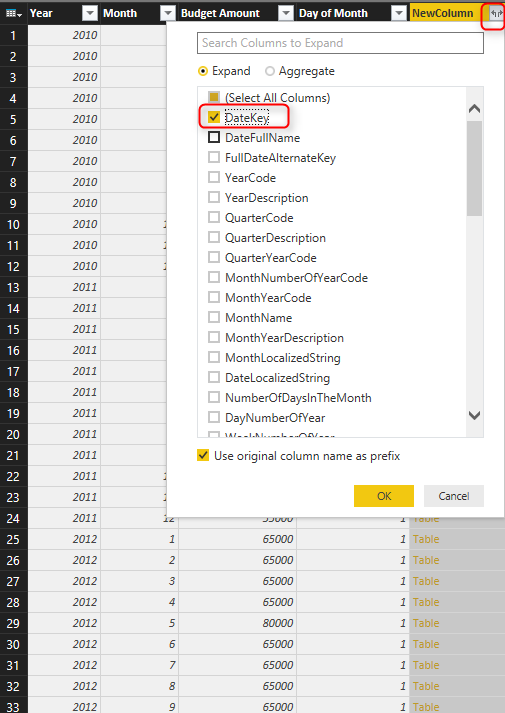 Year Month Budget Amount Day of Month NewColumn
Search Columns to Expand
Expand Aggregate
(Select All Columns)
DateKey
DateFullName
FullDateAlternateKey
YearCode
YearDescription
QuarterCode
QuarterDescription
QuarterYearCode
MonthNumberOfYearCode
MonthYearCode
MonthName
MonthYearDescription
MonthLocalizedString
DateLocalizedString
NumberOfDaysInTheMonth
DayNumberOfYear
WeekNumberOfYear
Use original column name as prefix
OK Cancel
1 2010
2 2010
3 2010
4 2010
5 2010
6 2010
7 2010
8 2010
9 2010
10 2010 1
11 2010 1
12 2010 1
13 2011
14 2011
15 2011
16 2011
17 2011
18 2011
19 2011
20 2011
21 2011
22 2011 1
23 2011 1
24 2011 12 55000 1 Table
25 2012 1 65000 1 Table
26 2012 2 65000 1 Table
27 2012 3 65000 1 Table
28 2012 4 65000 1 Table
29 2012 5 80000 1 Table
30 2012 6 65000 1 Table
31 2012 7 65000 1 Table
32 2012 8 65000 1 Table
33 2012 9 65000 1 Table